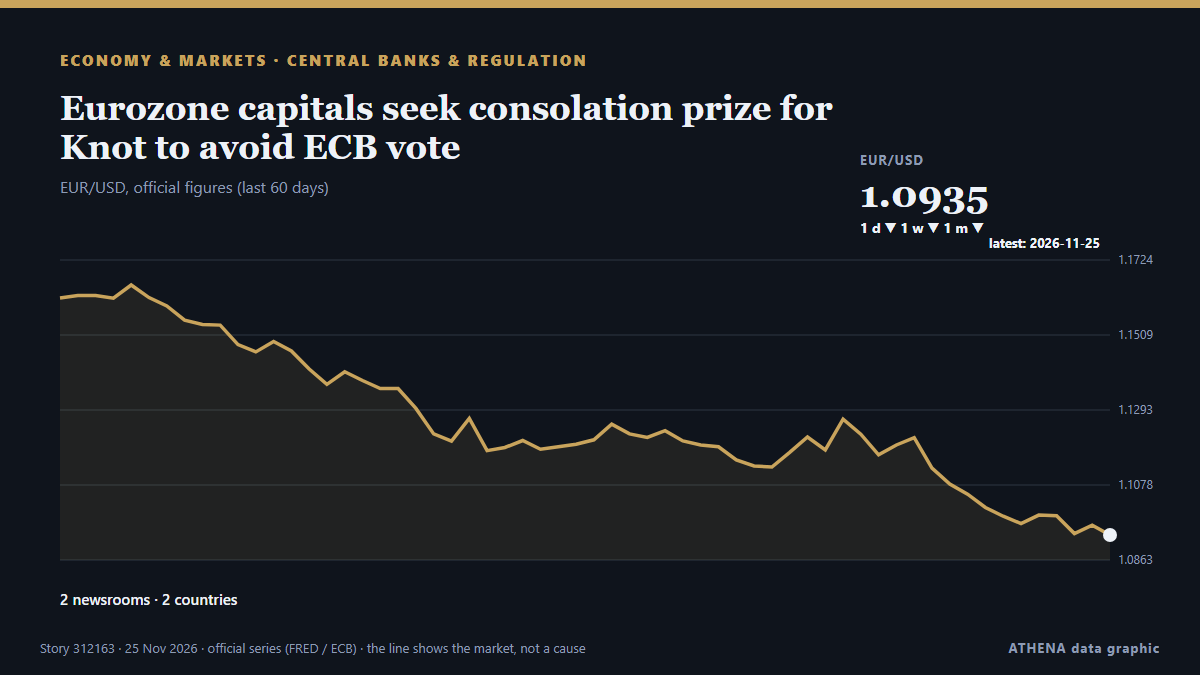 ECONOMY & MARKETS · CENTRAL BANKS & REGULATION
Eurozone capitals seek consolation prize for
Knot to avoid ECB vote
EUR/USD, official figures (last 60 days)
EUR/USD
1.0935
1 d ▼ 1 w ▼ 1 m ▼
latest: 2026-11-25
1.1724
1.1509
1.1293
1.1078
1.0863
2 newsrooms · 2 countries
Story 312163 · 25 Nov 2026 · official series (FRED / ECB) · the line shows the market, not a cause
ATHENA data graphic